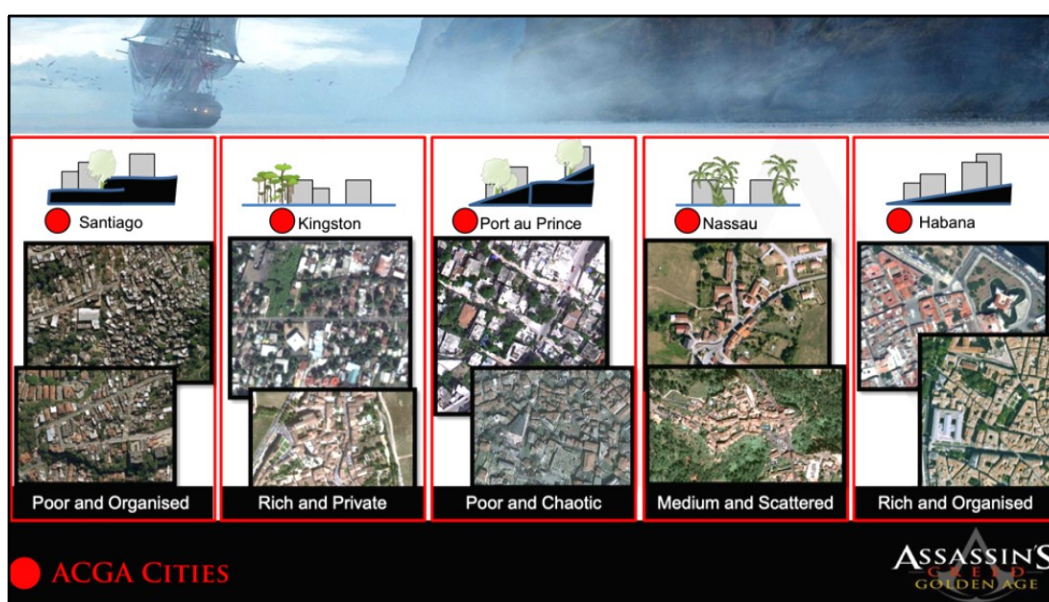 Santiago
Kingston
Port au Prince
Nassau
Habana
Poor and Organised
Rich and Private
Poor and Chaotic
Medium and Scattered
Rich and Organised
ACGA Cities
ASSASSIN'S
CREED
GOLDEN AGE